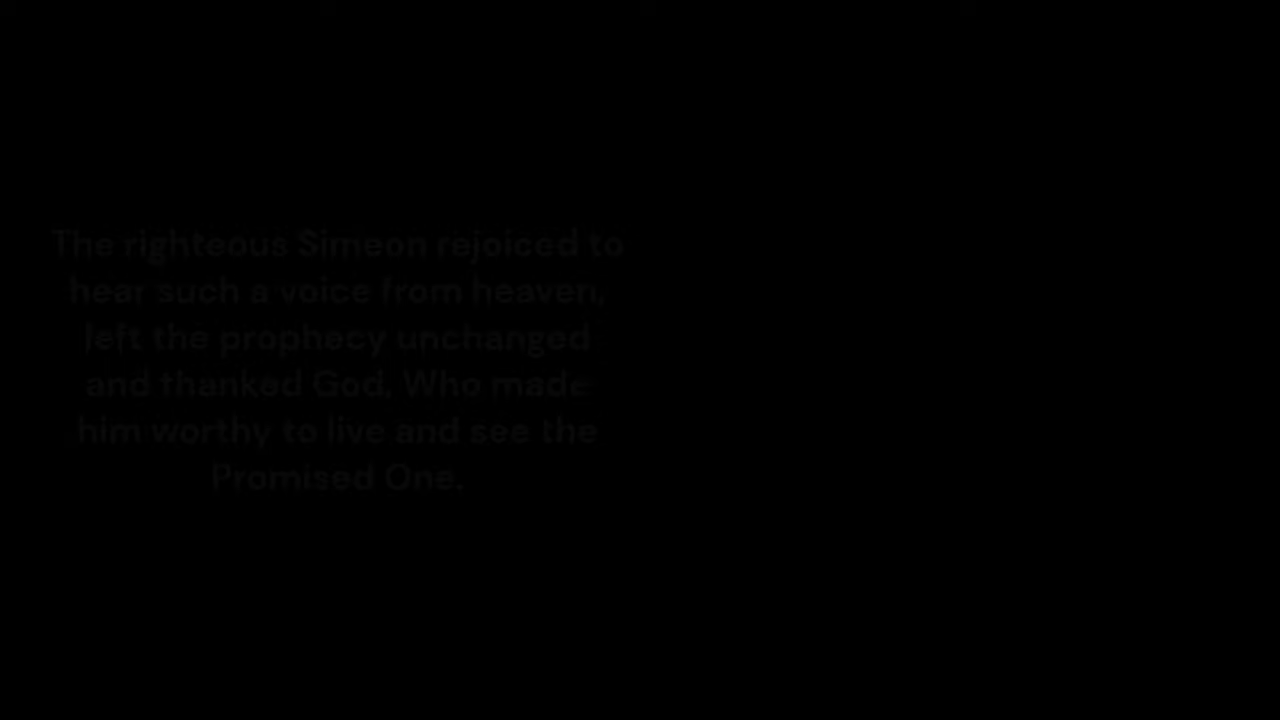 The righteous Simeon rejoiced to
hear such a voice from heaven,
left the prophecy unchanged
and thanked God, Who made
him worthy to live and see the
Promised One.